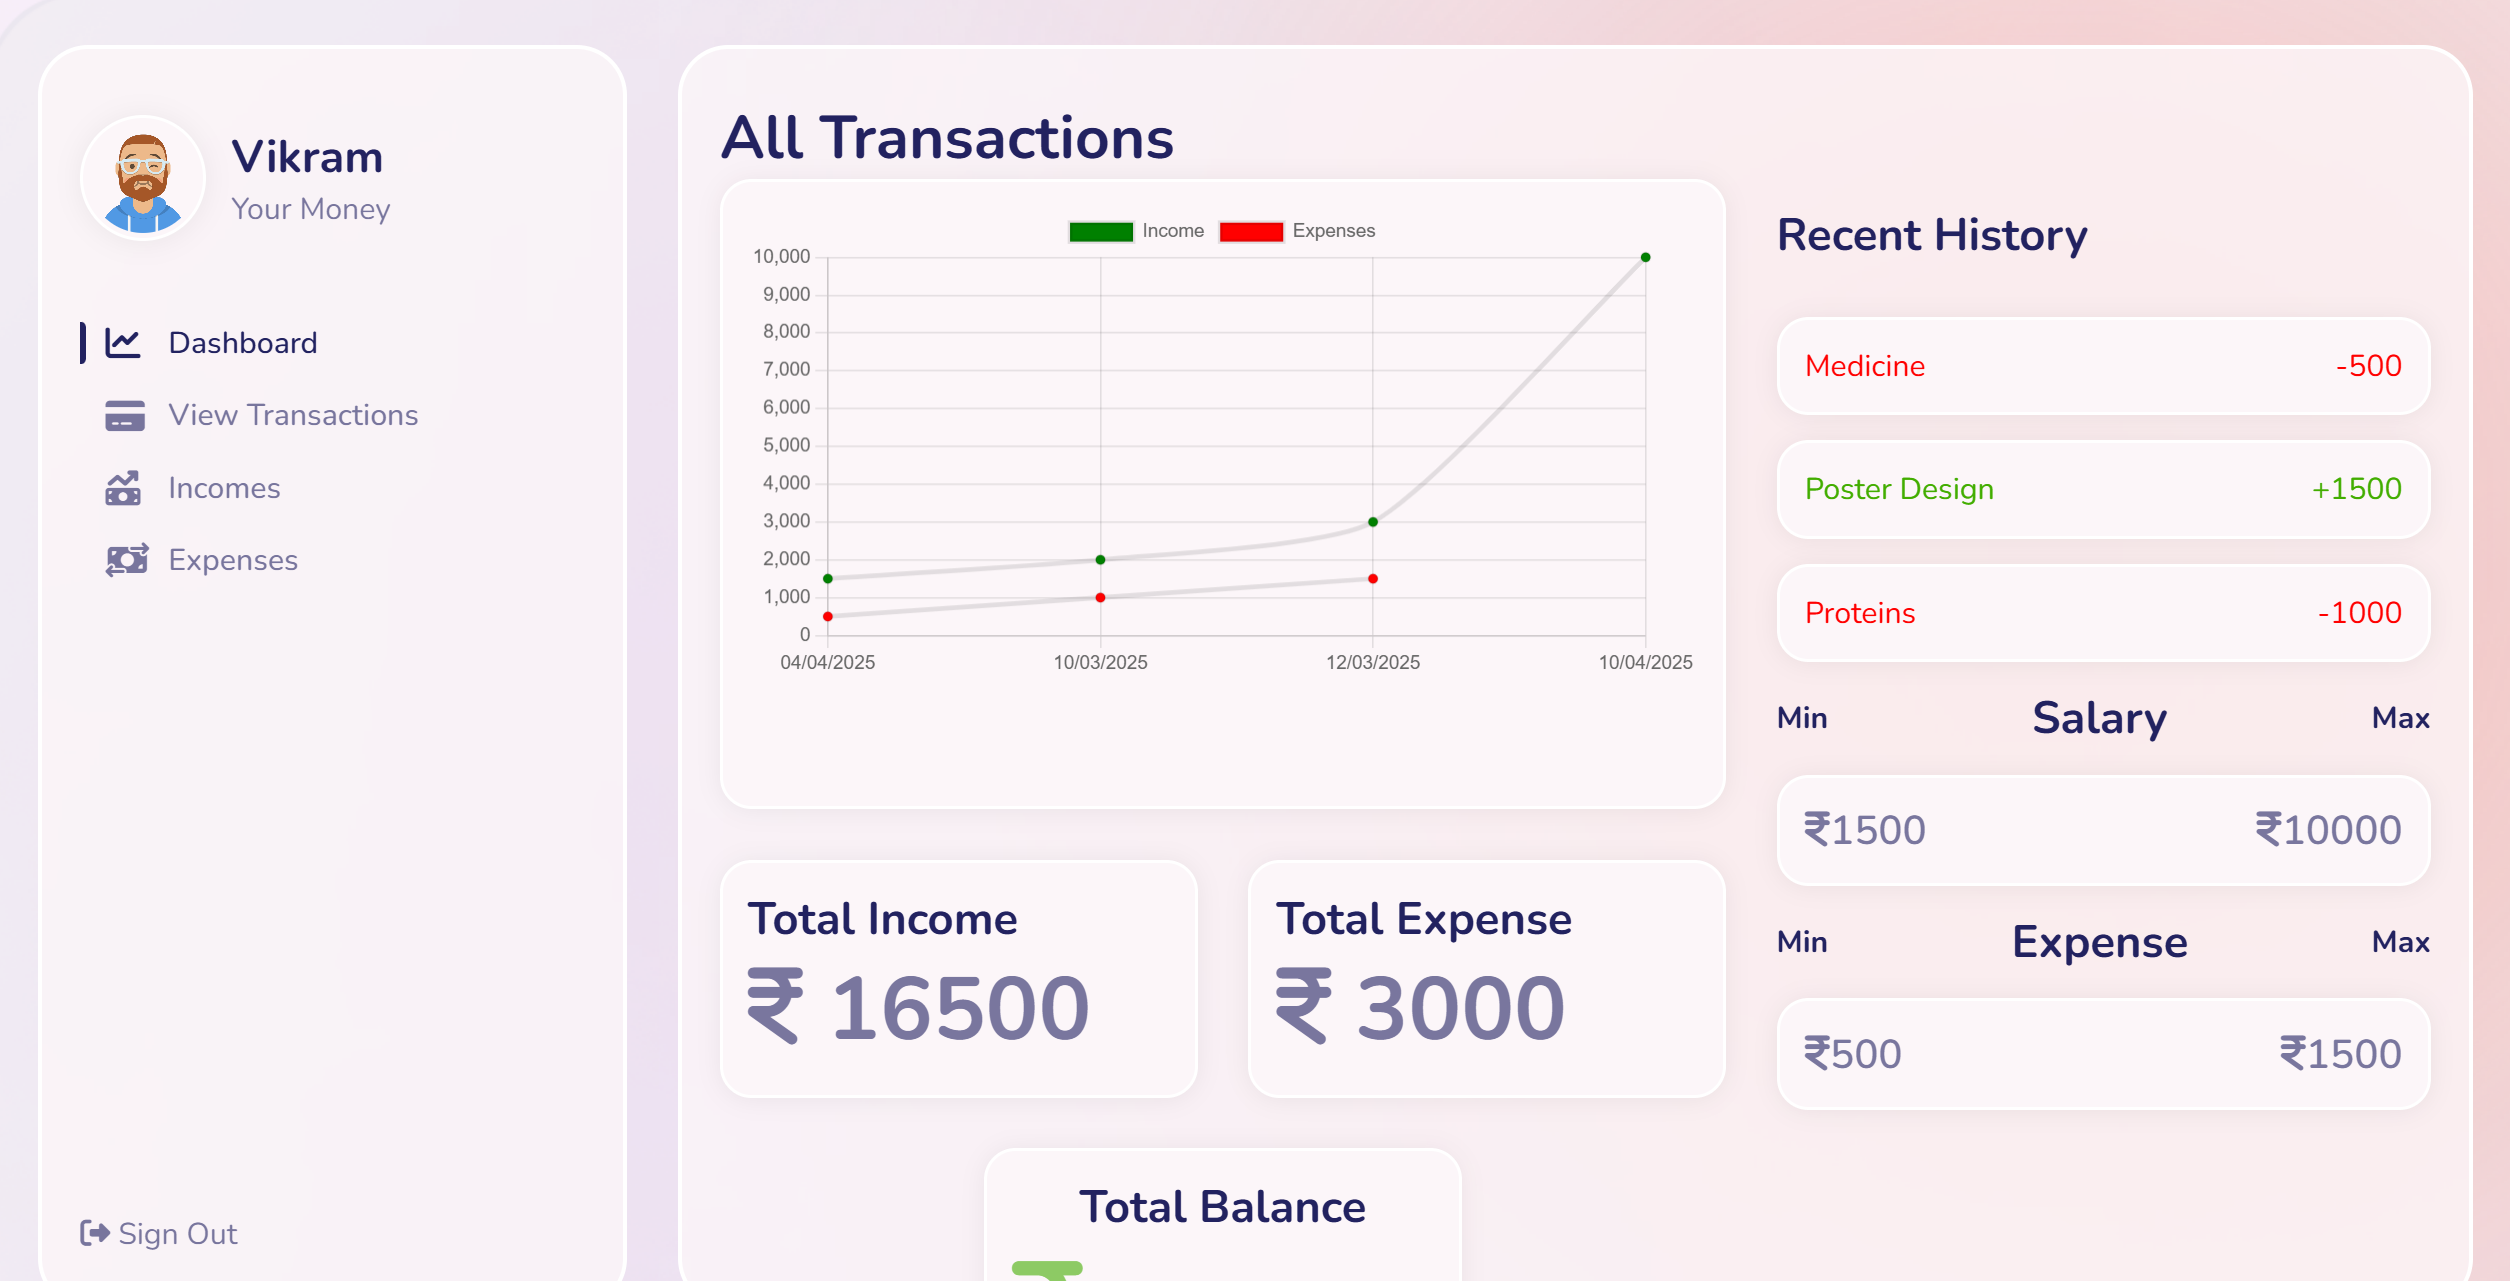 Vikram
Your Money
Dashboard
View Transactions
Incomes
Expenses
Sign Out
All Transactions
Income Expenses
10,000
9,000
8,000
7,000
6,000
5,000
4,000
3,000
2,000
1,000
0
04/04/2025 10/03/2025 12/03/2025 10/04/2025
Total Income
₹ 16500
Total Expense
₹ 3000
Total Balance
Recent History
Medicine -500
Poster Design +1500
Proteins -1000
Min Salary Max
₹1500 ₹10000
Min Expense Max
₹500 ₹1500